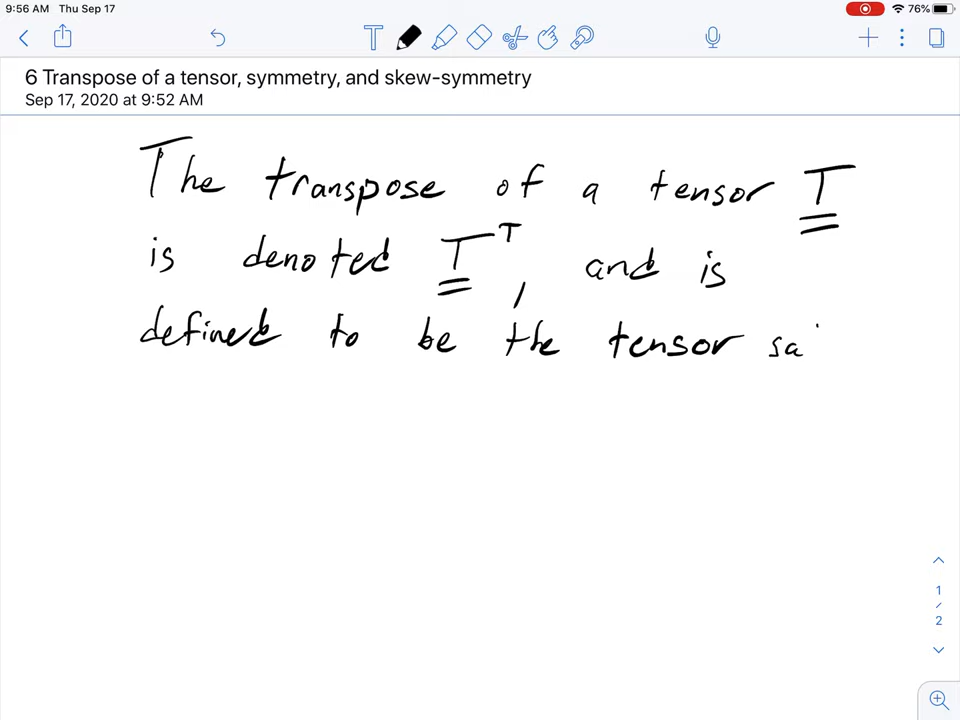 9:56 AM Thu Sep 17 76%
6 Transpose of a tensor, symmetry, and skew-symmetry
Sep 17, 2020 at 9:52 AM
The transpose of a tensor T
is denoted T^T, and is
defined to be the tensor sa
1
/
2